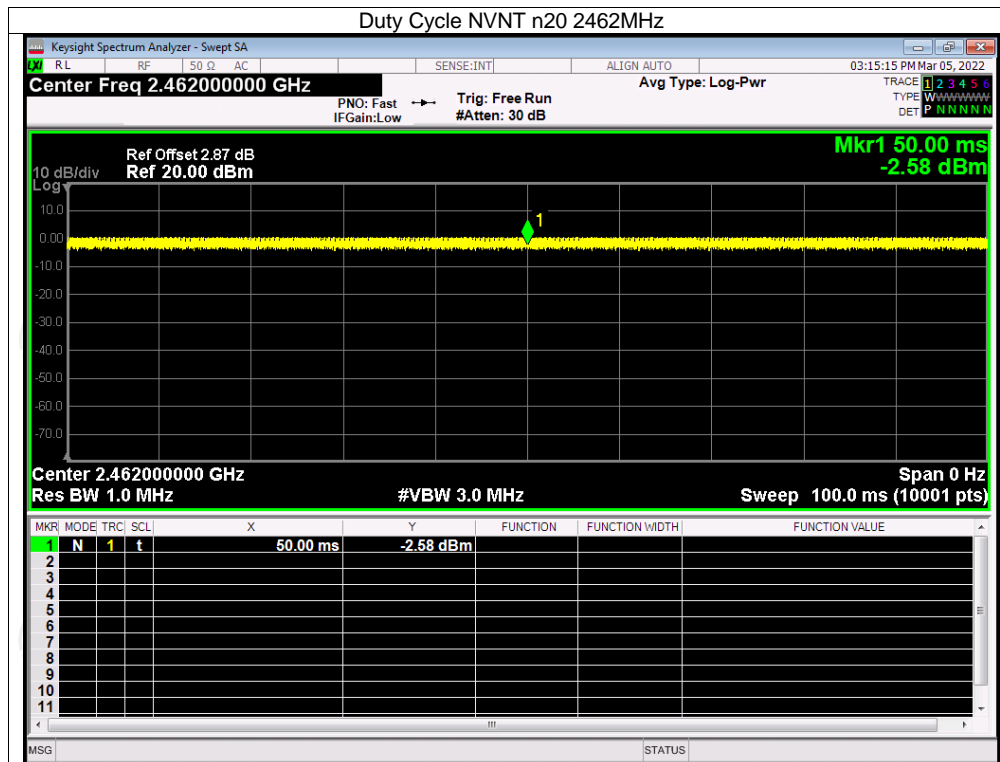 Duty Cycle NVNT n20 2462MHz
Keysight Spectrum Analyzer - Swept SA
LXI RL RF 50 Ω AC SENSE:INT ALIGN AUTO 03:15:15 PM Mar 05, 2022
Center Freq 2.462000000 GHz Avg Type: Log-Pwr TRACE 1 2 3 4 5 6
PNO: Fast Trig: Free Run TYPE WWWWWW
IFGain:Low #Atten: 30 dB DET P N N N N N
Mkr1 50.00 ms
Ref Offset 2.87 dB
-2.58 dBm
10 dB/div Ref 20.00 dBm
Log
10.0
1
0.00
-10.0
-20.0
-30.0
-40.0
-50.0
-60.0
-70.0
Center 2.462000000 GHz Span 0 Hz
Res BW 1.0 MHz #VBW 3.0 MHz Sweep 100.0 ms (10001 pts)
MKR MODE TRC SCL X Y FUNCTION FUNCTION WIDTH FUNCTION VALUE
1 N 1 t 50.00 ms -2.58 dBm
2
3
4
5
6
7
8
9
10
11
MSG STATUS